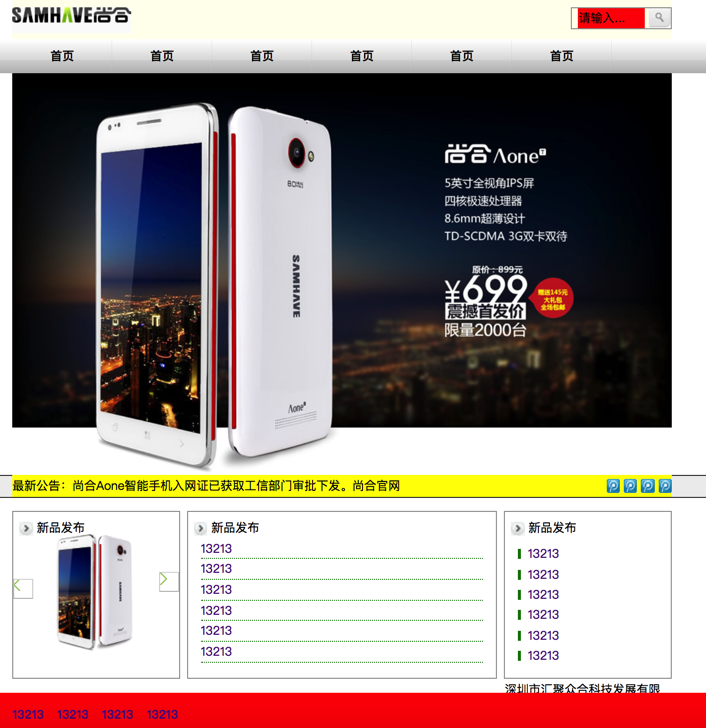 SAMHAVE尚合
请输入...
首页 首页 首页 首页 首页 首页
尚合Aone T
5英寸全视角IPS屏
四核极速处理器
8.6mm超薄设计
TD-SCDMA 3G双卡双待
原价：899元
¥699
赠送145元
大礼包
全场包邮
震撼首发价
限量2000台
SAMHAVE
Aone
最新公告：尚合Aone智能手机入网证已获取工信部门审批下发。尚合官网
新品发布
新品发布
13213
13213
13213
13213
13213
13213
新品发布
13213
13213
13213
13213
13213
13213
深圳市汇聚众合科技发展有限
13213 13213 13213 13213